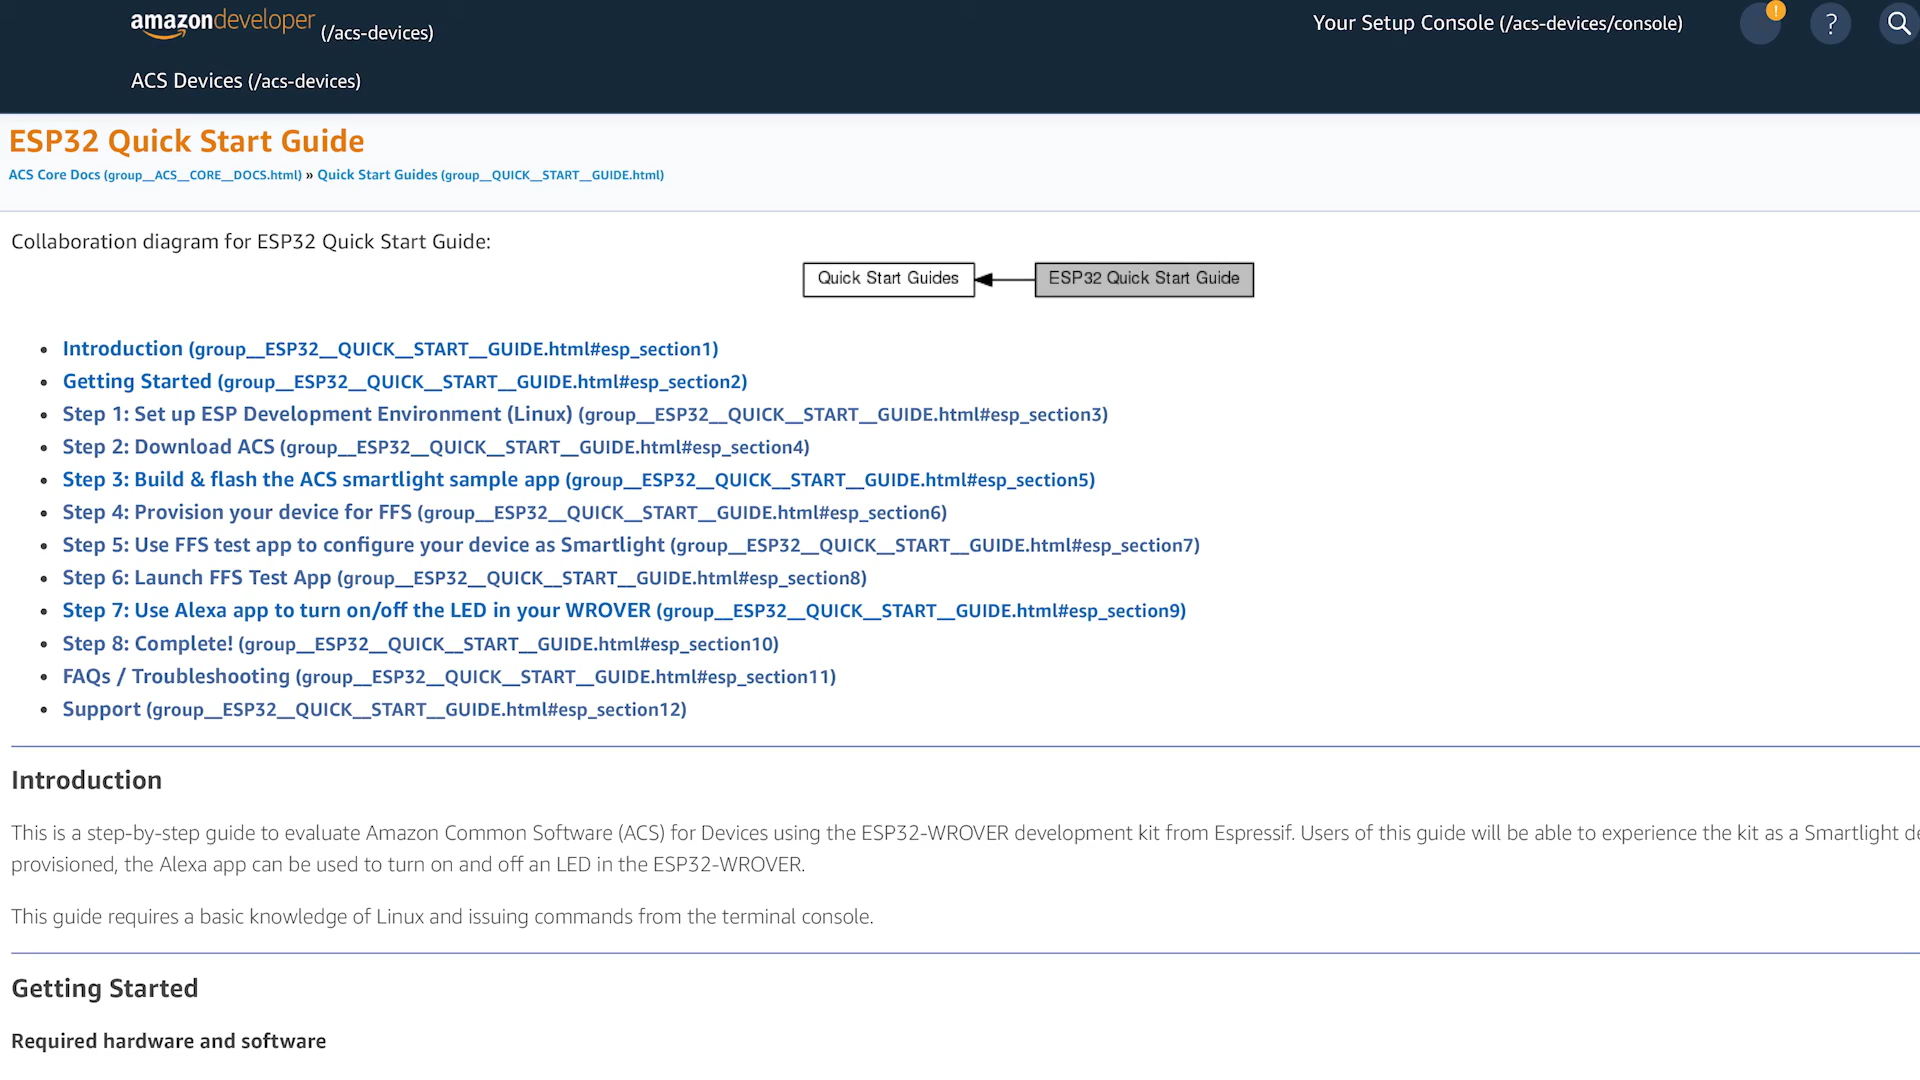 amazondeveloper (/acs-devices)
Your Setup Console (/acs-devices/console)
!
?
ACS Devices (/acs-devices)
ESP32 Quick Start Guide
ACS Core Docs (group__ACS__CORE__DOCS.html) » Quick Start Guides (group__QUICK__START__GUIDE.html)
Collaboration diagram for ESP32 Quick Start Guide:
Quick Start Guides
ESP32 Quick Start Guide
• Introduction (group__ESP32__QUICK__START__GUIDE.html#esp_section1)
• Getting Started (group__ESP32__QUICK__START__GUIDE.html#esp_section2)
• Step 1: Set up ESP Development Environment (Linux) (group__ESP32__QUICK__START__GUIDE.html#esp_section3)
• Step 2: Download ACS (group__ESP32__QUICK__START__GUIDE.html#esp_section4)
• Step 3: Build & flash the ACS smartlight sample app (group__ESP32__QUICK__START__GUIDE.html#esp_section5)
• Step 4: Provision your device for FFS (group__ESP32__QUICK__START__GUIDE.html#esp_section6)
• Step 5: Use FFS test app to configure your device as Smartlight (group__ESP32__QUICK__START__GUIDE.html#esp_section7)
• Step 6: Launch FFS Test App (group__ESP32__QUICK__START__GUIDE.html#esp_section8)
• Step 7: Use Alexa app to turn on/off the LED in your WROVER (group__ESP32__QUICK__START__GUIDE.html#esp_section9)
• Step 8: Complete! (group__ESP32__QUICK__START__GUIDE.html#esp_section10)
• FAQs / Troubleshooting (group__ESP32__QUICK__START__GUIDE.html#esp_section11)
• Support (group__ESP32__QUICK__START__GUIDE.html#esp_section12)
Introduction
This is a step-by-step guide to evaluate Amazon Common Software (ACS) for Devices using the ESP32-WROVER development kit from Espressif. Users of this guide will be able to experience the kit as a Smartlight
provisioned, the Alexa app can be used to turn on and off an LED in the ESP32-WROVER.
This guide requires a basic knowledge of Linux and issuing commands from the terminal console.
Getting Started
Required hardware and software